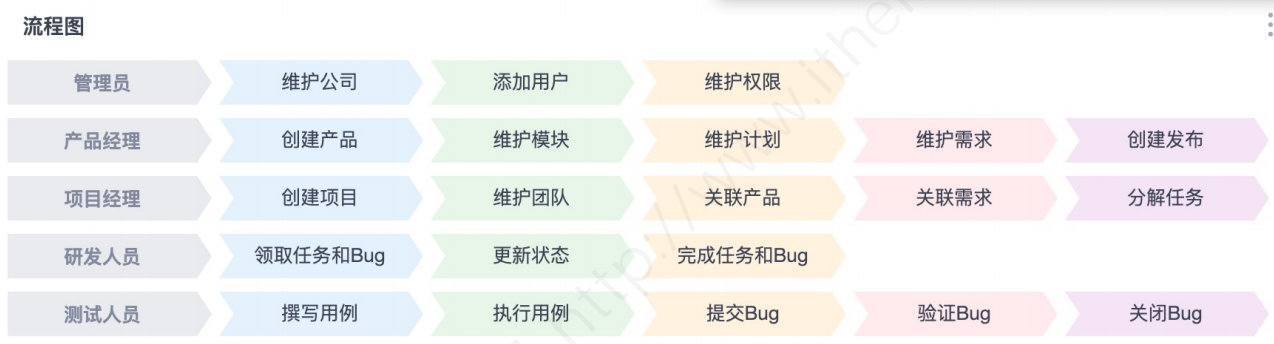 流程图
管理员 维护公司 添加用户 维护权限
产品经理 创建产品 维护模块 维护计划 维护需求 创建发布
项目经理 创建项目 维护团队 关联产品 关联需求 分解任务
研发人员 领取任务和Bug 更新状态 完成任务和Bug
测试人员 撰写用例 执行用例 提交Bug 验证Bug 关闭Bug
http://www.ithe